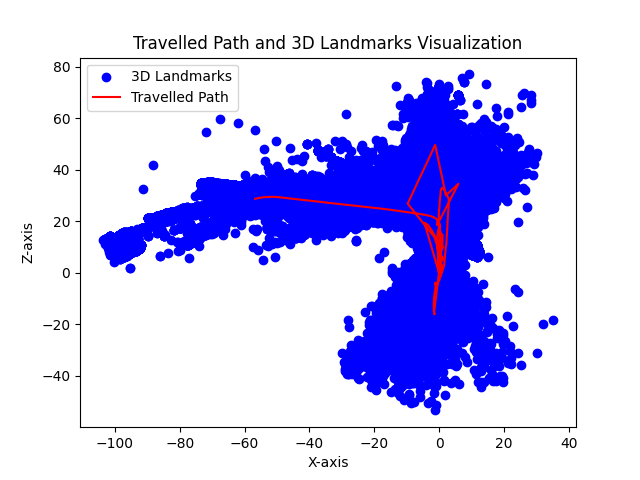 Travelled Path and 3D Landmarks Visualization
3D Landmarks
Travelled Path
80
60
40
20
0
−20
−40
Z-axis
−100 −80 −60 −40 −20 0 20 40
X-axis